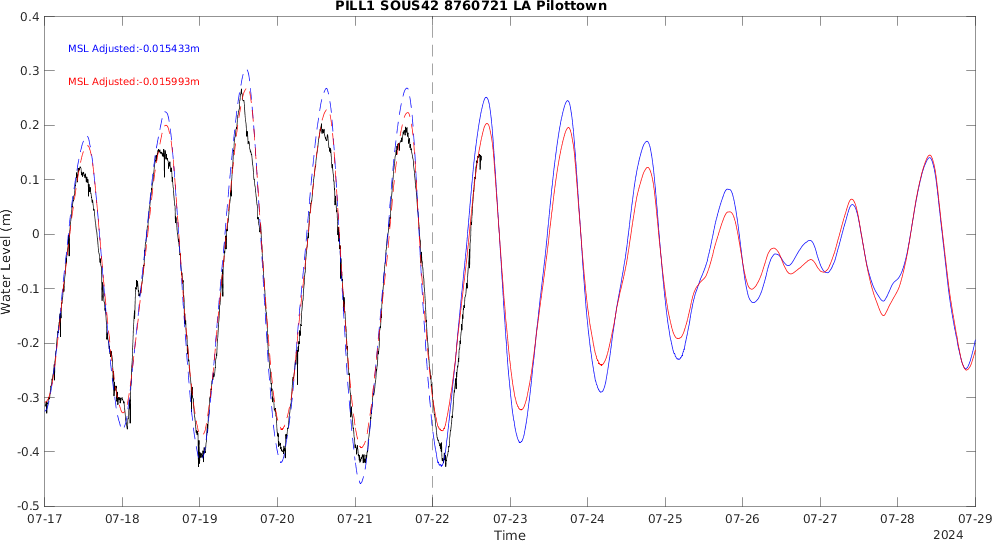 PILL1 SOUS42 8760721 LA Pilottown
MSL Adjusted:-0.015433m
MSL Adjusted:-0.015993m
Water Level (m)
0.4
0.3
0.2
0.1
0
-0.1
-0.2
-0.3
-0.4
-0.5
07-17 07-18 07-19 07-20 07-21 07-22 07-23 07-24 07-25 07-26 07-27 07-28 07-29
Time
2024